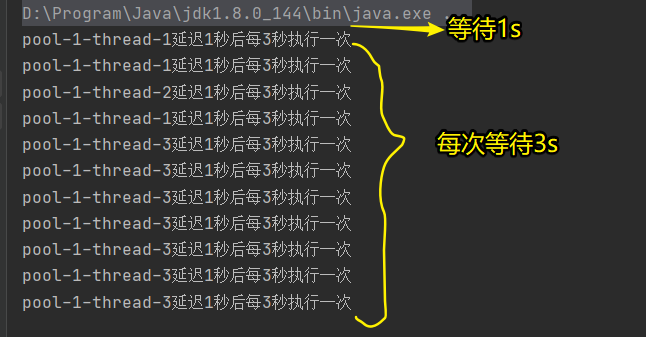 D:\Program\Java\jdk1.8.0_144\bin\java.exe ...
等待1s
pool-1-thread-1延迟1秒后每3秒执行一次
pool-1-thread-1延迟1秒后每3秒执行一次
pool-1-thread-2延迟1秒后每3秒执行一次
pool-1-thread-1延迟1秒后每3秒执行一次
pool-1-thread-3延迟1秒后每3秒执行一次
每次等待3s
pool-1-thread-3延迟1秒后每3秒执行一次
pool-1-thread-3延迟1秒后每3秒执行一次
pool-1-thread-3延迟1秒后每3秒执行一次
pool-1-thread-3延迟1秒后每3秒执行一次
pool-1-thread-3延迟1秒后每3秒执行一次
pool-1-thread-3延迟1秒后每3秒执行一次